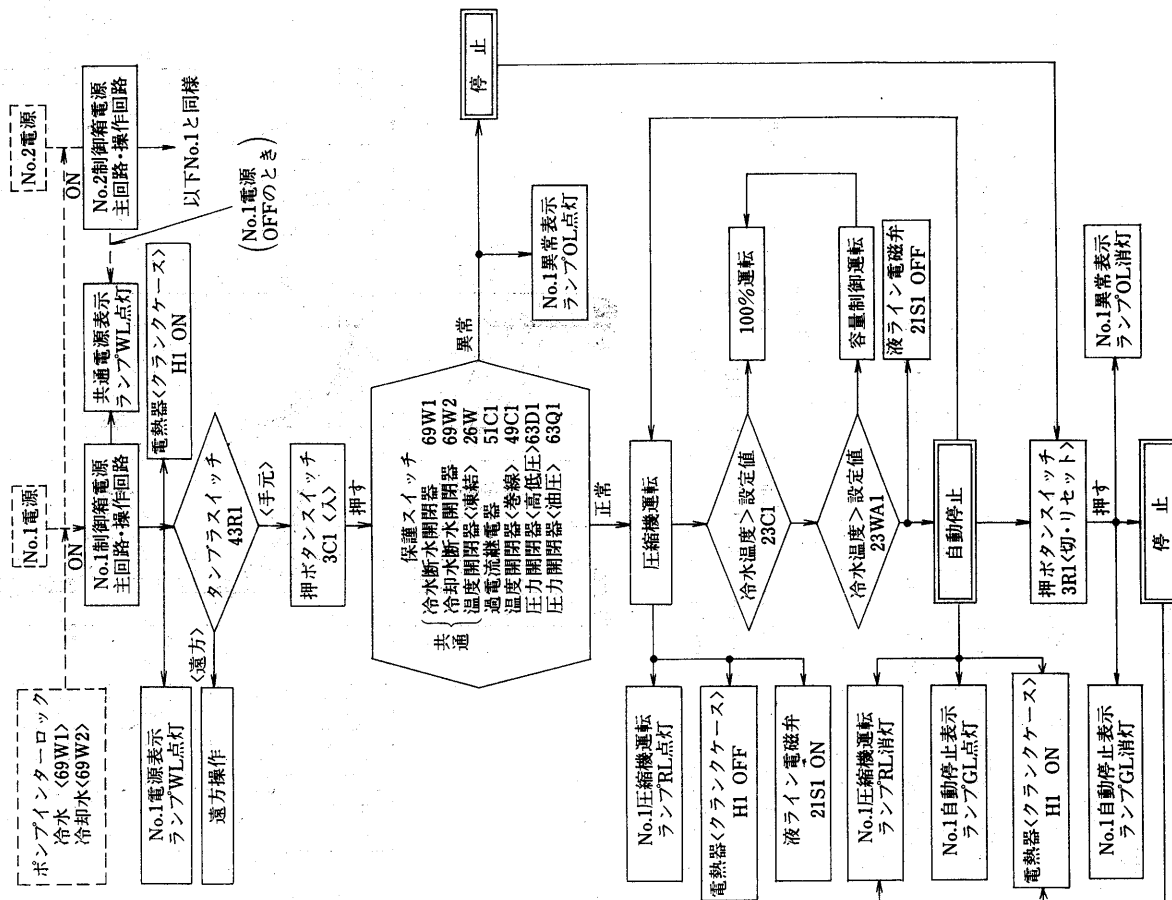 No.1電源
No.2電源
ポンプインターロック
冷水 <69W1>
冷却水<69W2>
ON
ON
No.1制御箱電源
主回路・操作回路
共通電源表示
ランプWL点灯
No.2制御箱電源
主回路・操作回路
以下No.1と同様
(No.1電源
OFFのとき)
No.1電源表示
ランプWL点灯
電熱器<クランクケース>
H1 ON
タンブラスイッチ
43R1
<遠方>
<手元>
遠方操作
押ボタンスイッチ
3C1 <入>
押す
保護スイッチ
共通
冷水断水開閉器 69W1
冷却水断水開閉器 69W2
温度開閉器<凍結> 26W
過電流継電器 51C1
温度開閉器<巻線> 49C1
圧力開閉器<高低圧>63D1
圧力開閉器<油圧> 63Q1
異常
停止
No.1異常表示
ランプOL点灯
正常
圧縮機運転
No.1圧縮機運転
ランプRL点灯
電熱器<クランクケース>
H1 OFF
液ライン電磁弁
21S1 ON
冷水温度>設定値
23C1
100%運転
冷水温度>設定値
23WA1
容量制御運転
液ライン電磁弁
21S1 OFF
自動停止
No.1圧縮機運転
ランプRL消灯
No.1自動停止表示
ランプGL点灯
電熱器<クランクケース>
H1 ON
押ボタンスイッチ
3R1<切・リセット>
押す
No.1異常表示
ランプOL消灯
No.1自動停止表示
ランプGL消灯
停止